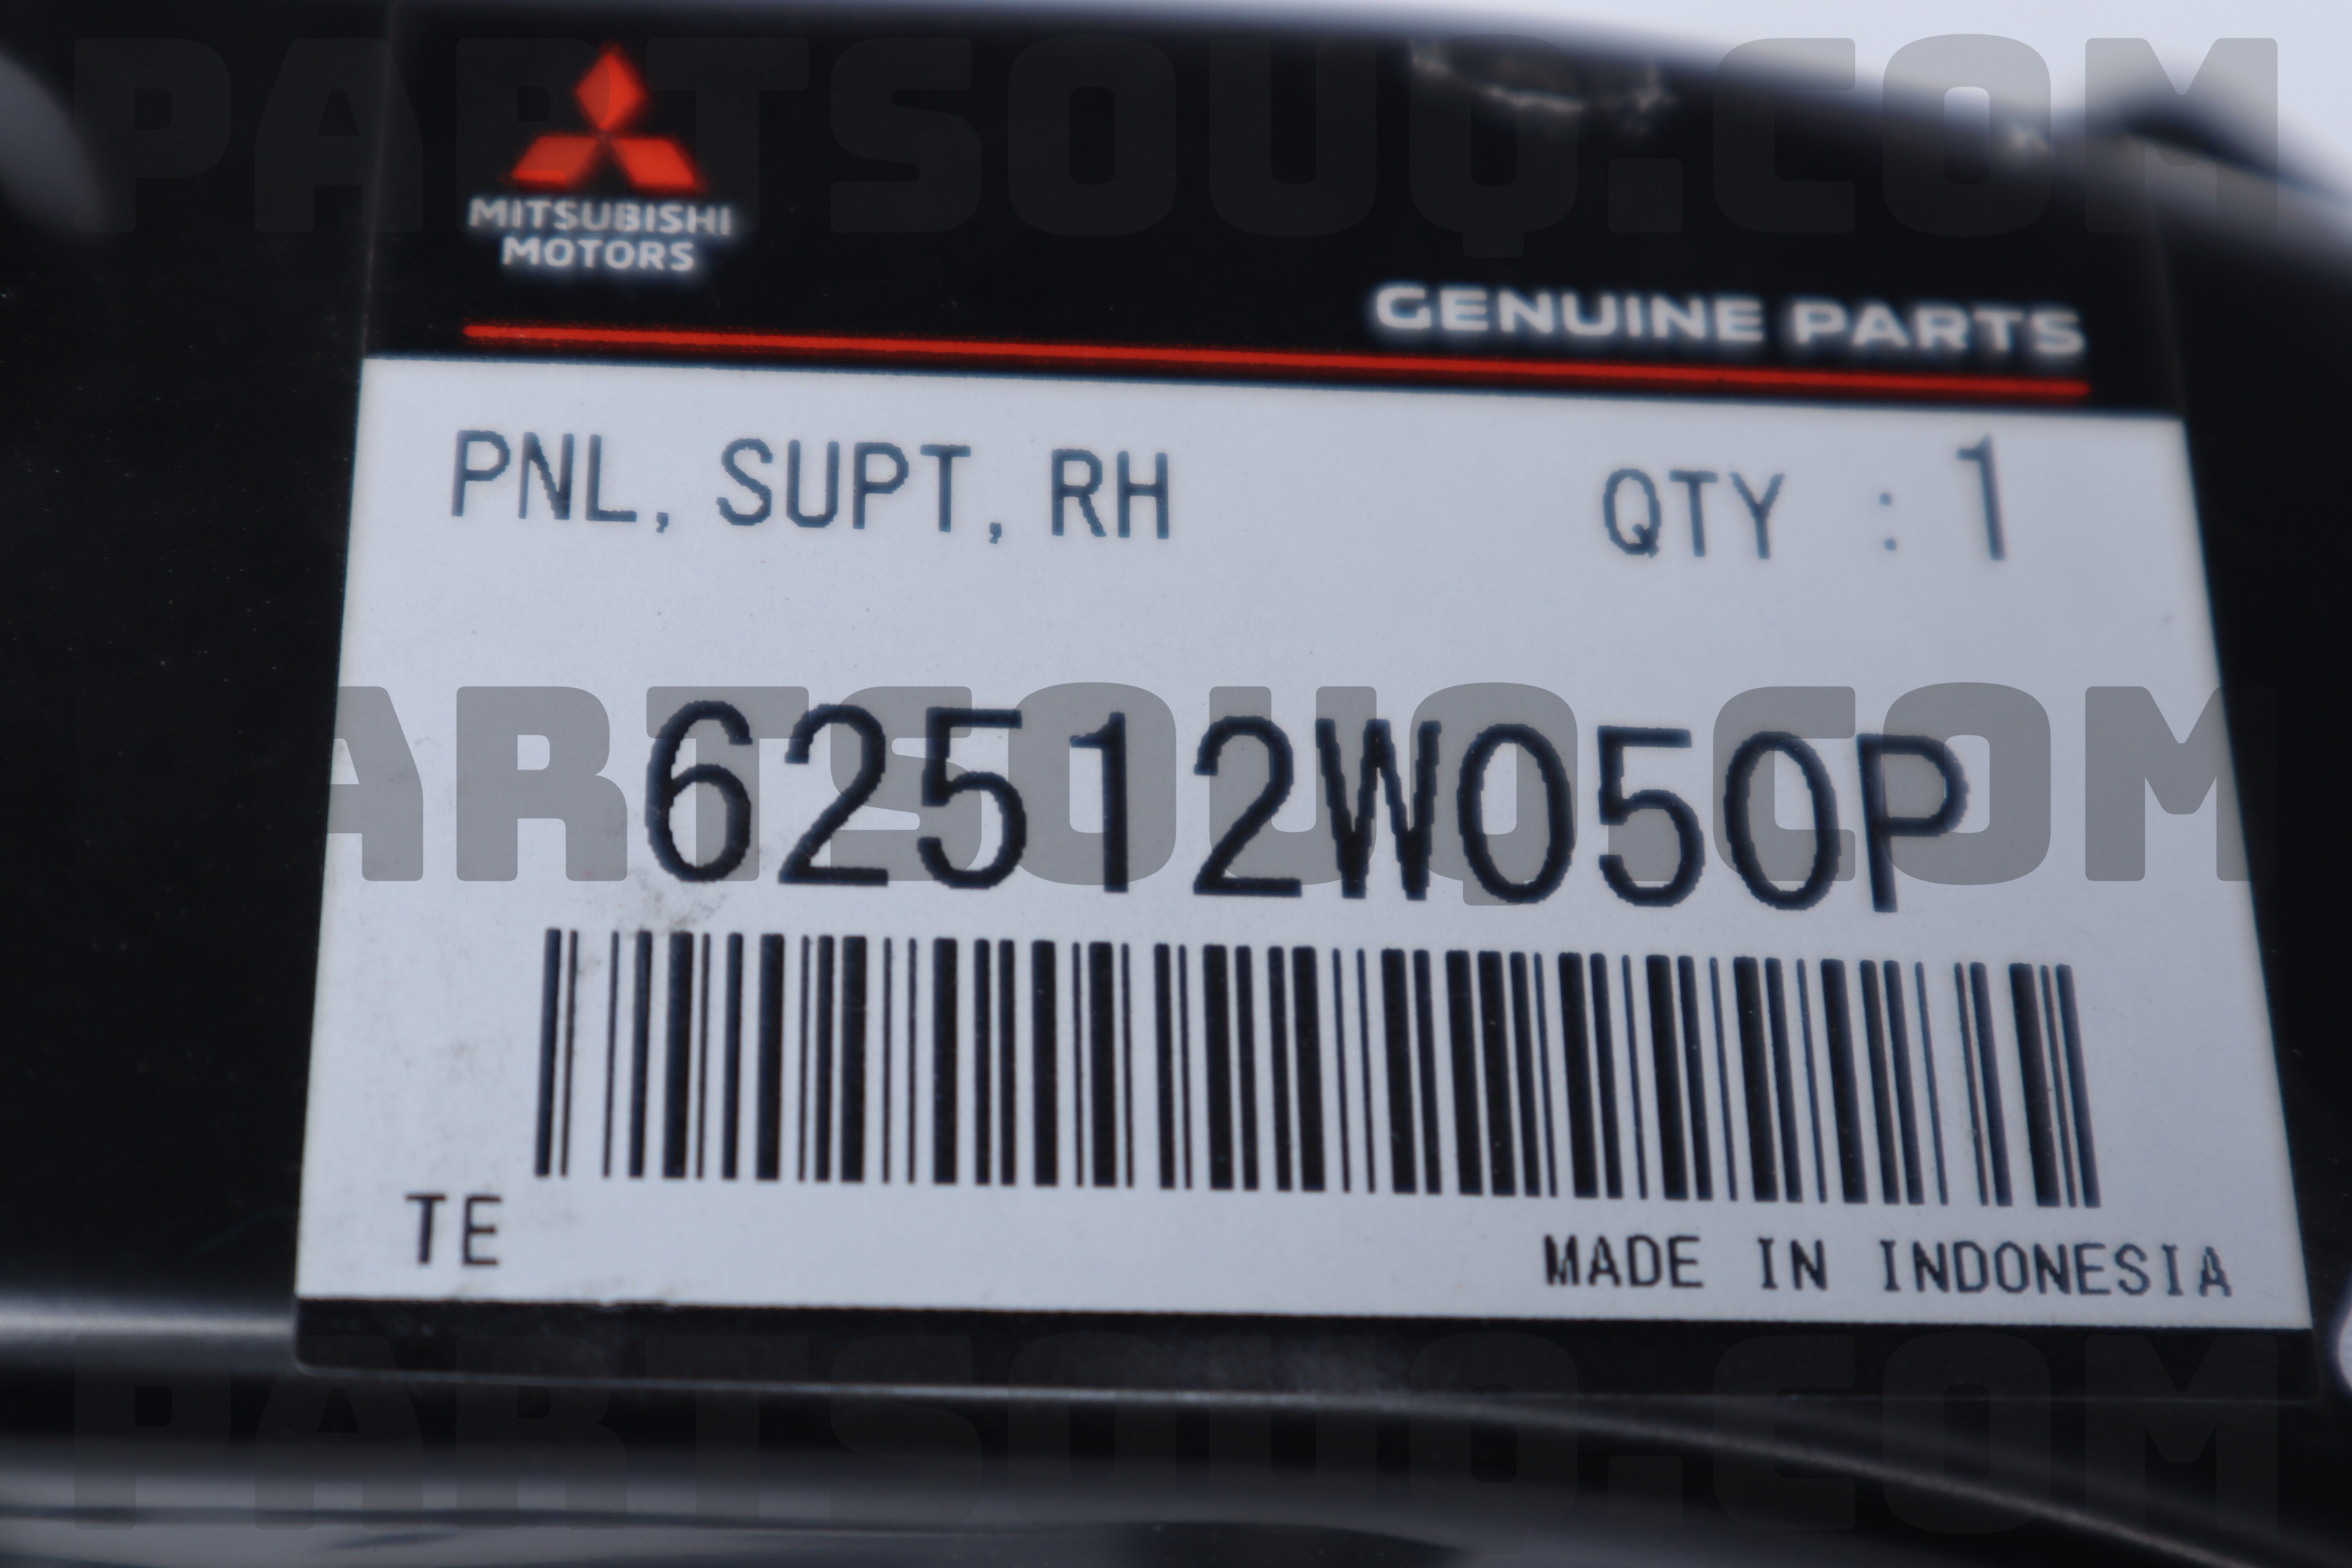 PARTSOUQ.COM
MITSUBISHI
MOTORS
GENUINE PARTS
PNL, SUPT, RH QTY : 1
PARTSOUQ.COM
62512W050P
TE
MADE IN INDONESIA
PARTSOUQ.COM